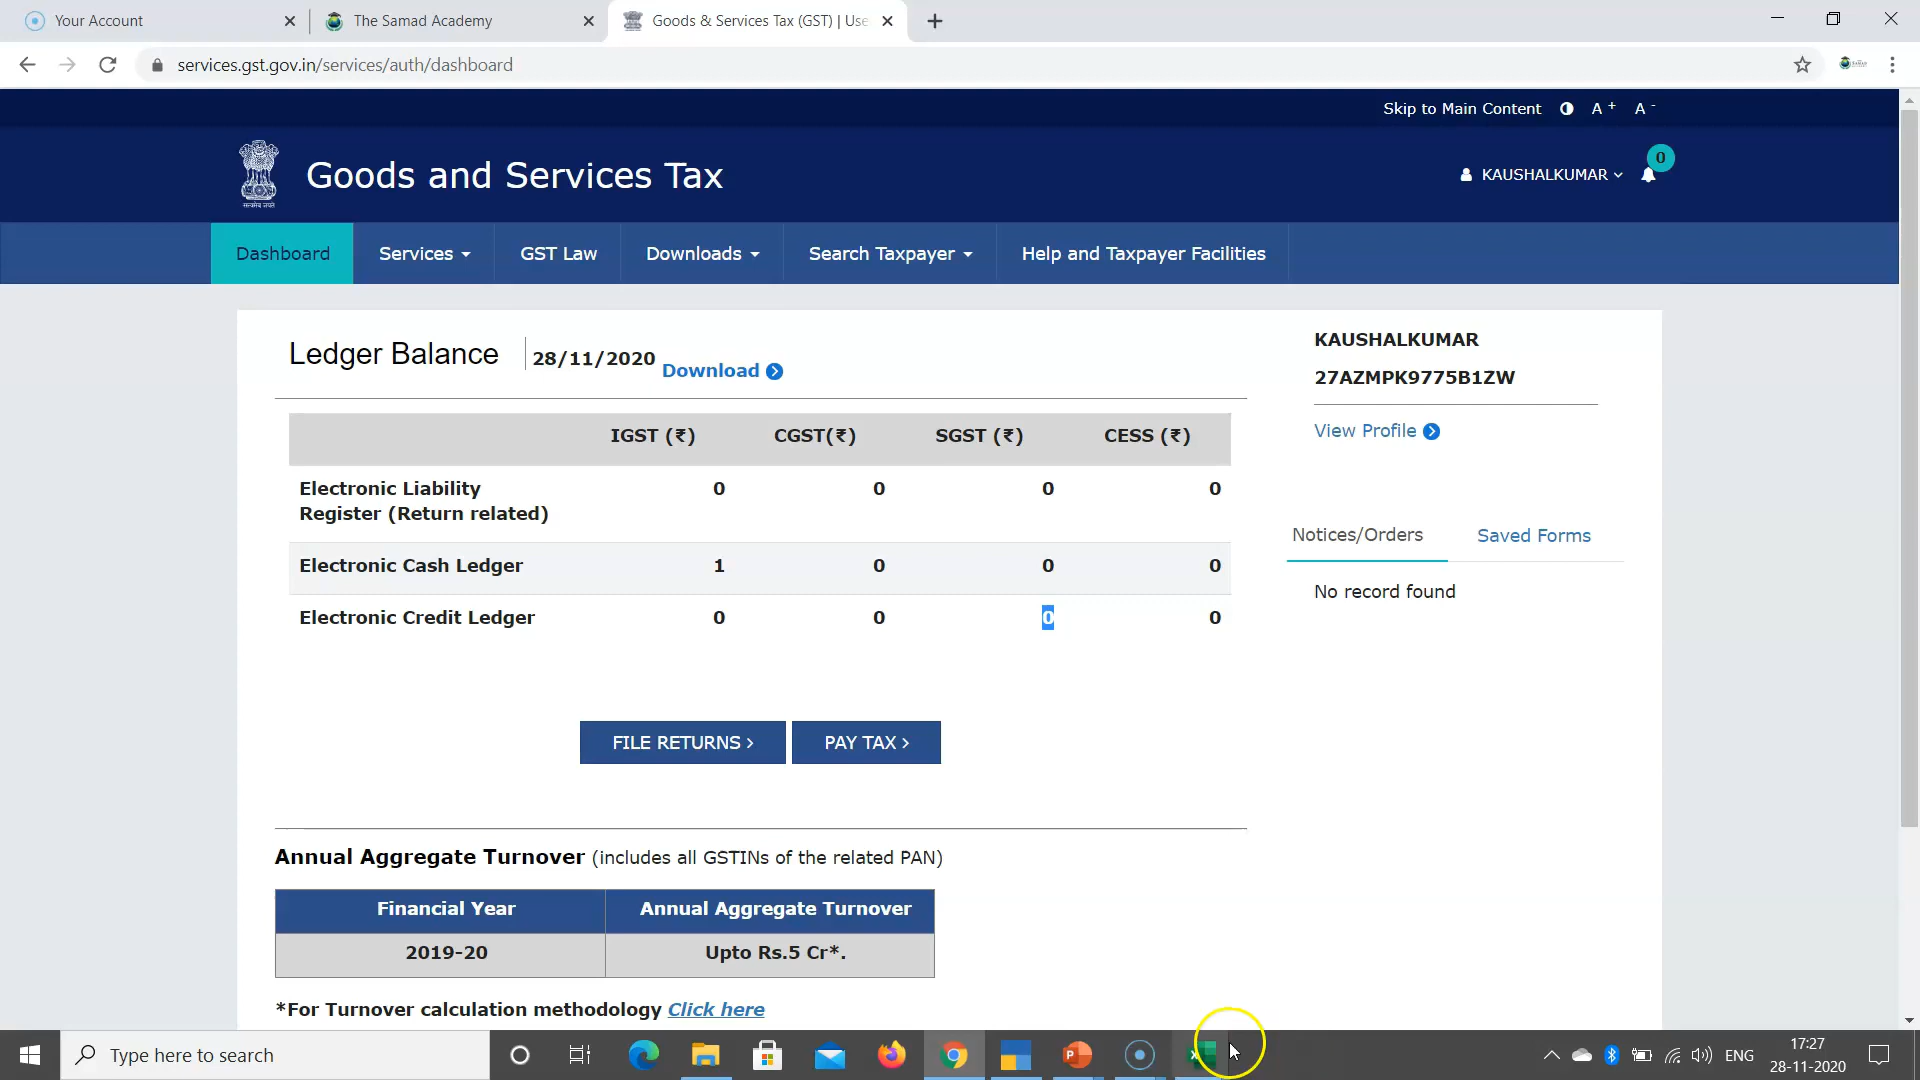 Your Account
The Samad Academy
Goods & Services Tax (GST) | Use
services.gst.gov.in/services/auth/dashboard
Skip to Main Content A+ A-
सत्यमेव जयते
Goods and Services Tax
KAUSHALKUMAR
0
Dashboard Services GST Law Downloads Search Taxpayer Help and Taxpayer Facilities
Ledger Balance 28/11/2020 Download
IGST (₹) CGST(₹) SGST (₹) CESS (₹)
Electronic Liability Register (Return related) 0 0 0 0
Electronic Cash Ledger 1 0 0 0
Electronic Credit Ledger 0 0 0 0
FILE RETURNS > PAY TAX >
KAUSHALKUMAR
27AZMPK9775B1ZW
View Profile
Notices/Orders Saved Forms
No record found
Annual Aggregate Turnover (includes all GSTINs of the related PAN)
Financial Year Annual Aggregate Turnover
2019-20 Upto Rs.5 Cr*.
*For Turnover calculation methodology Click here
Type here to search
ENG
17:27
28-11-2020